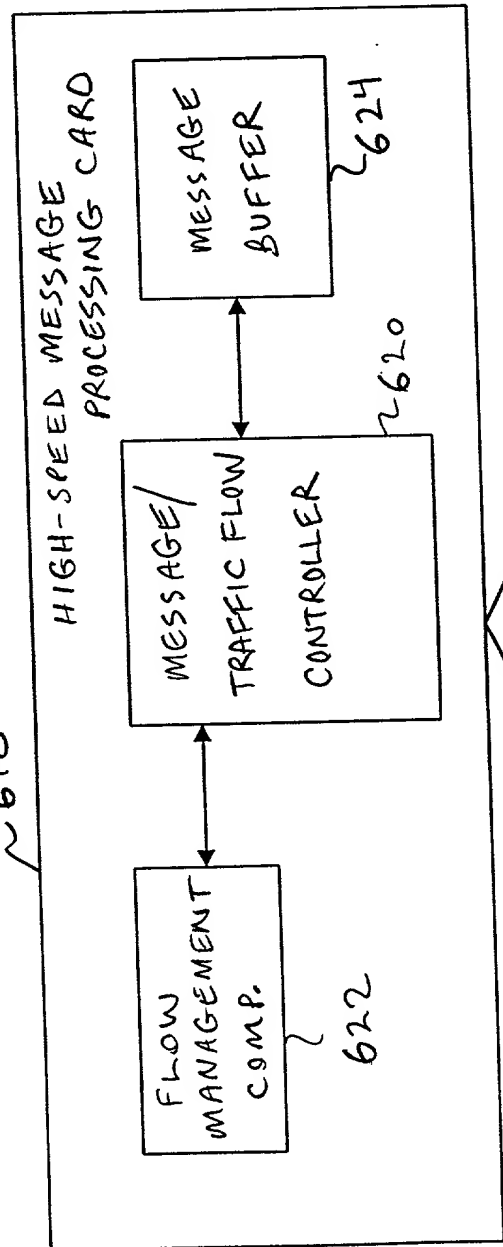 HIGH-SPEED MESSAGE
PROCESSING CARD
FLOW
MANAGEMENT
COMP.
622
MESSAGE/
TRAFFIC FLOW
CONTROLLER
620
MESSAGE
BUFFER
624